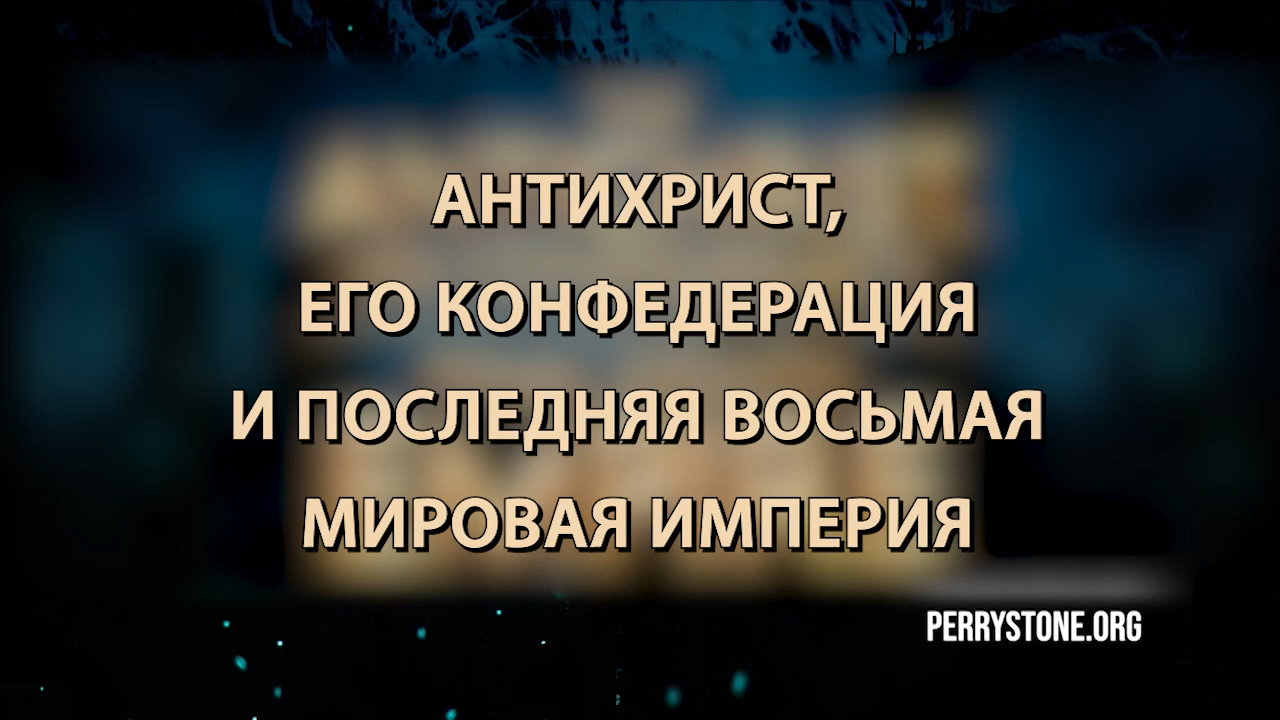 АНТИХРИСТ,
ЕГО КОНФЕДЕРАЦИЯ
И ПОСЛЕДНЯЯ ВОСЬМАЯ
МИРОВАЯ ИМПЕРИЯ
PERRYSTONE.ORG